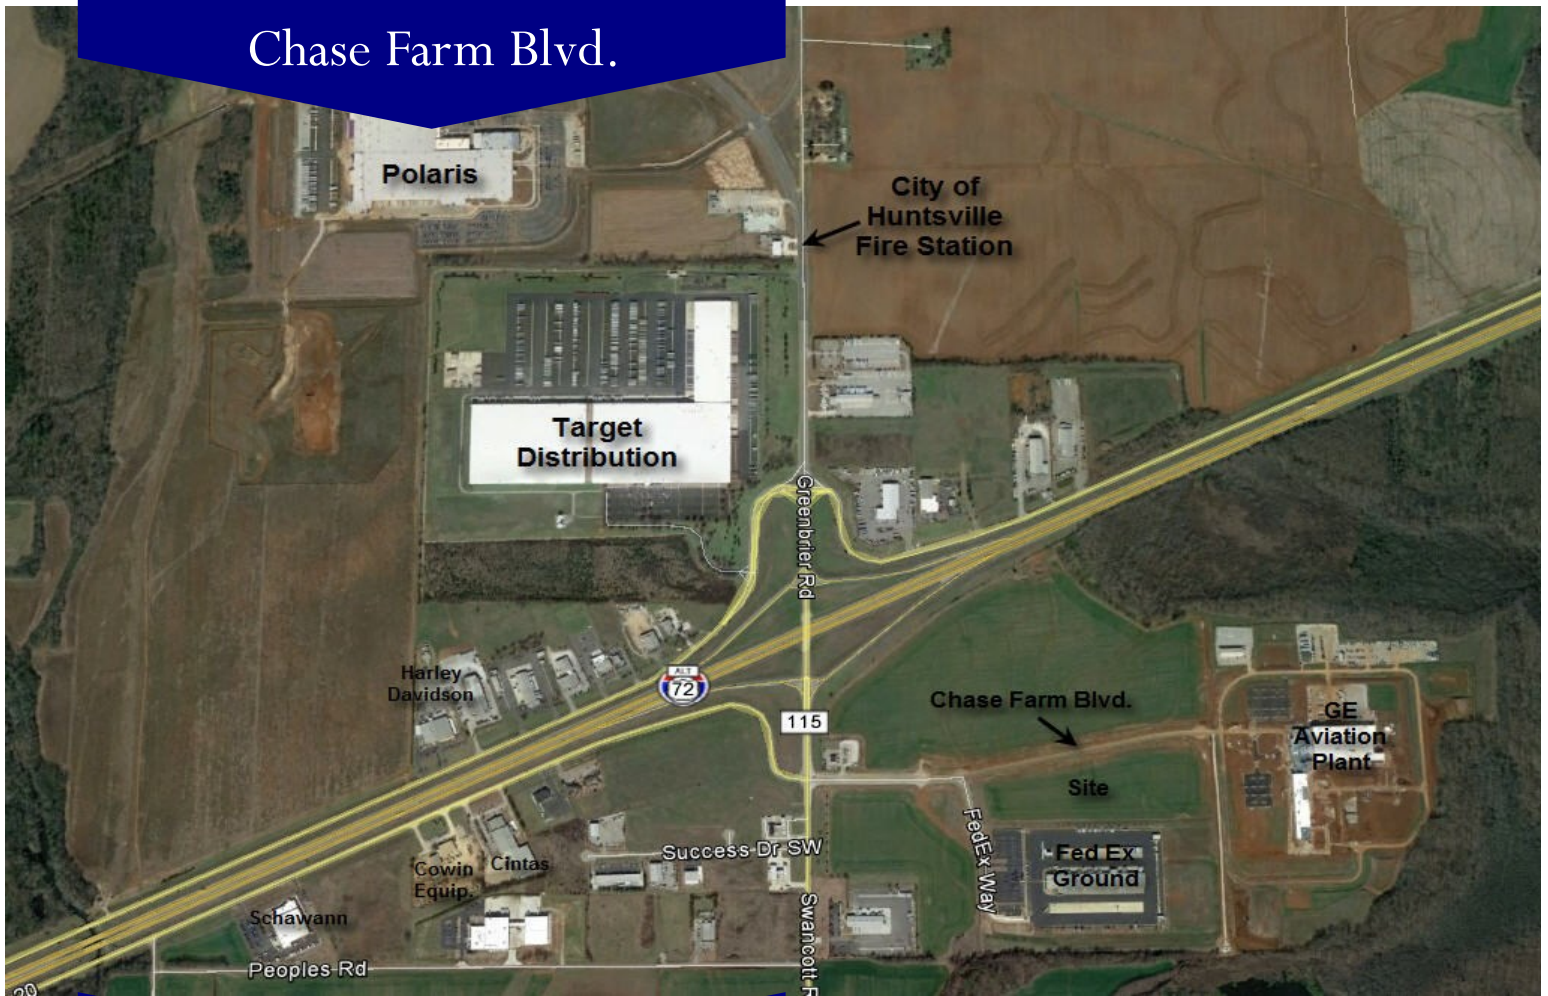 Chase Farm Blvd.
Polaris
City of
Huntsville
Fire Station
Target
Distribution
Greenbrier Rd
Harley
Davidson
ALT
72
115
Chase Farm Blvd.
GE
Aviation
Plant
Site
FedEx Way
Fed Ex
Ground
Success Dr SW
Cintas
Cowin
Equip.
Schawann
Swancott R
Peoples Rd
20